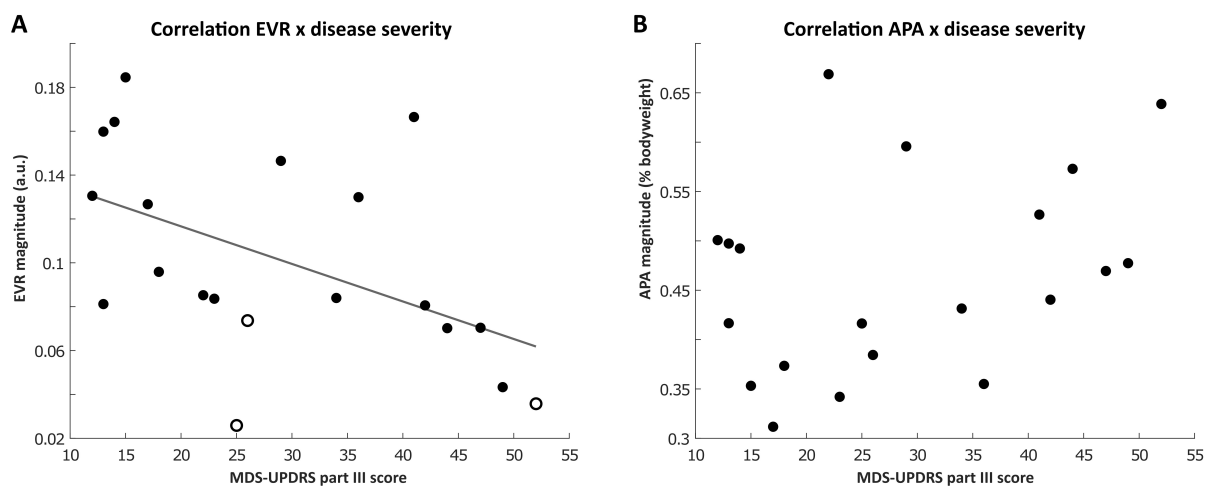 A
Correlation EVR x disease severity
EVR magnitude (a.u.)
0.18
0.14
0.1
0.06
0.02
10 15 20 25 30 35 40 45 50 55
MDS-UPDRS part III score
B
Correlation APA x disease severity
APA magnitude (% bodyweight)
0.65
0.55
0.45
0.35
0.3
10 15 20 25 30 35 40 45 50 55
MDS-UPDRS part III score